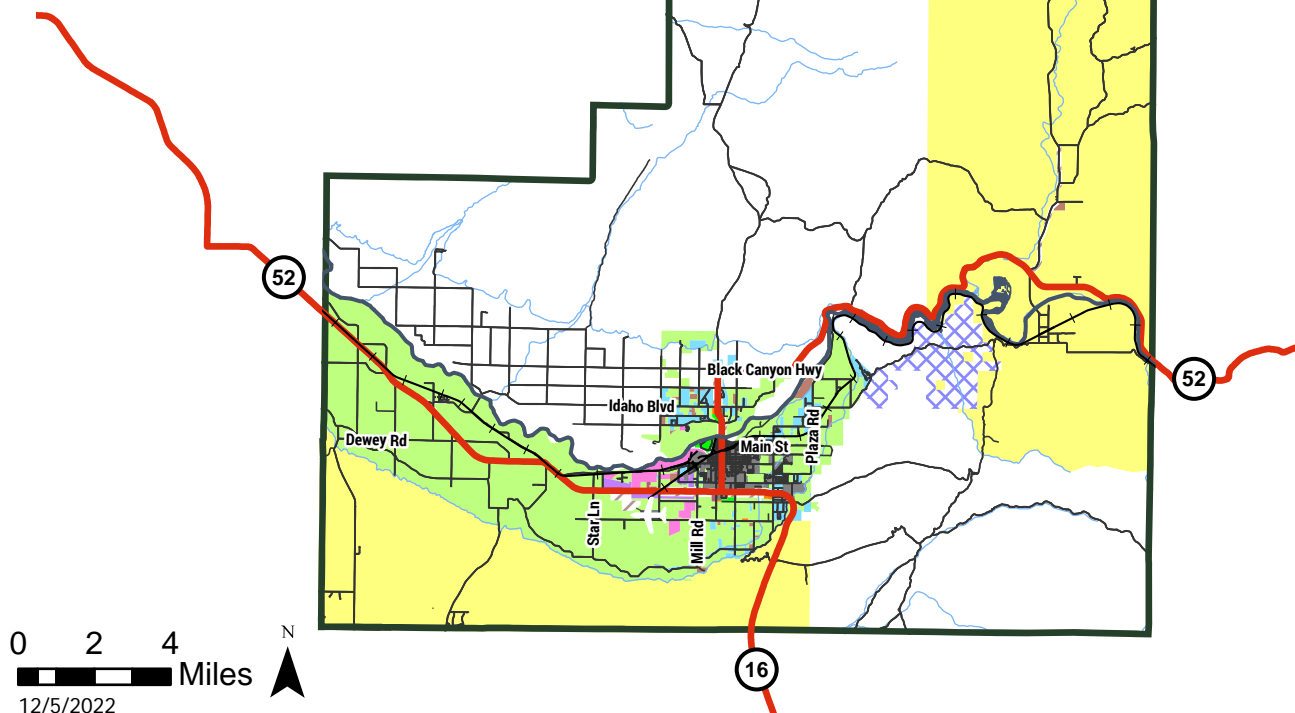 52
Black Canyon Hwy
52
Idaho Blvd
Plaza Rd
Dewey Rd
Main St
Star Ln
Mill Rd
N
0 2 4
16
Miles
12/5/2022